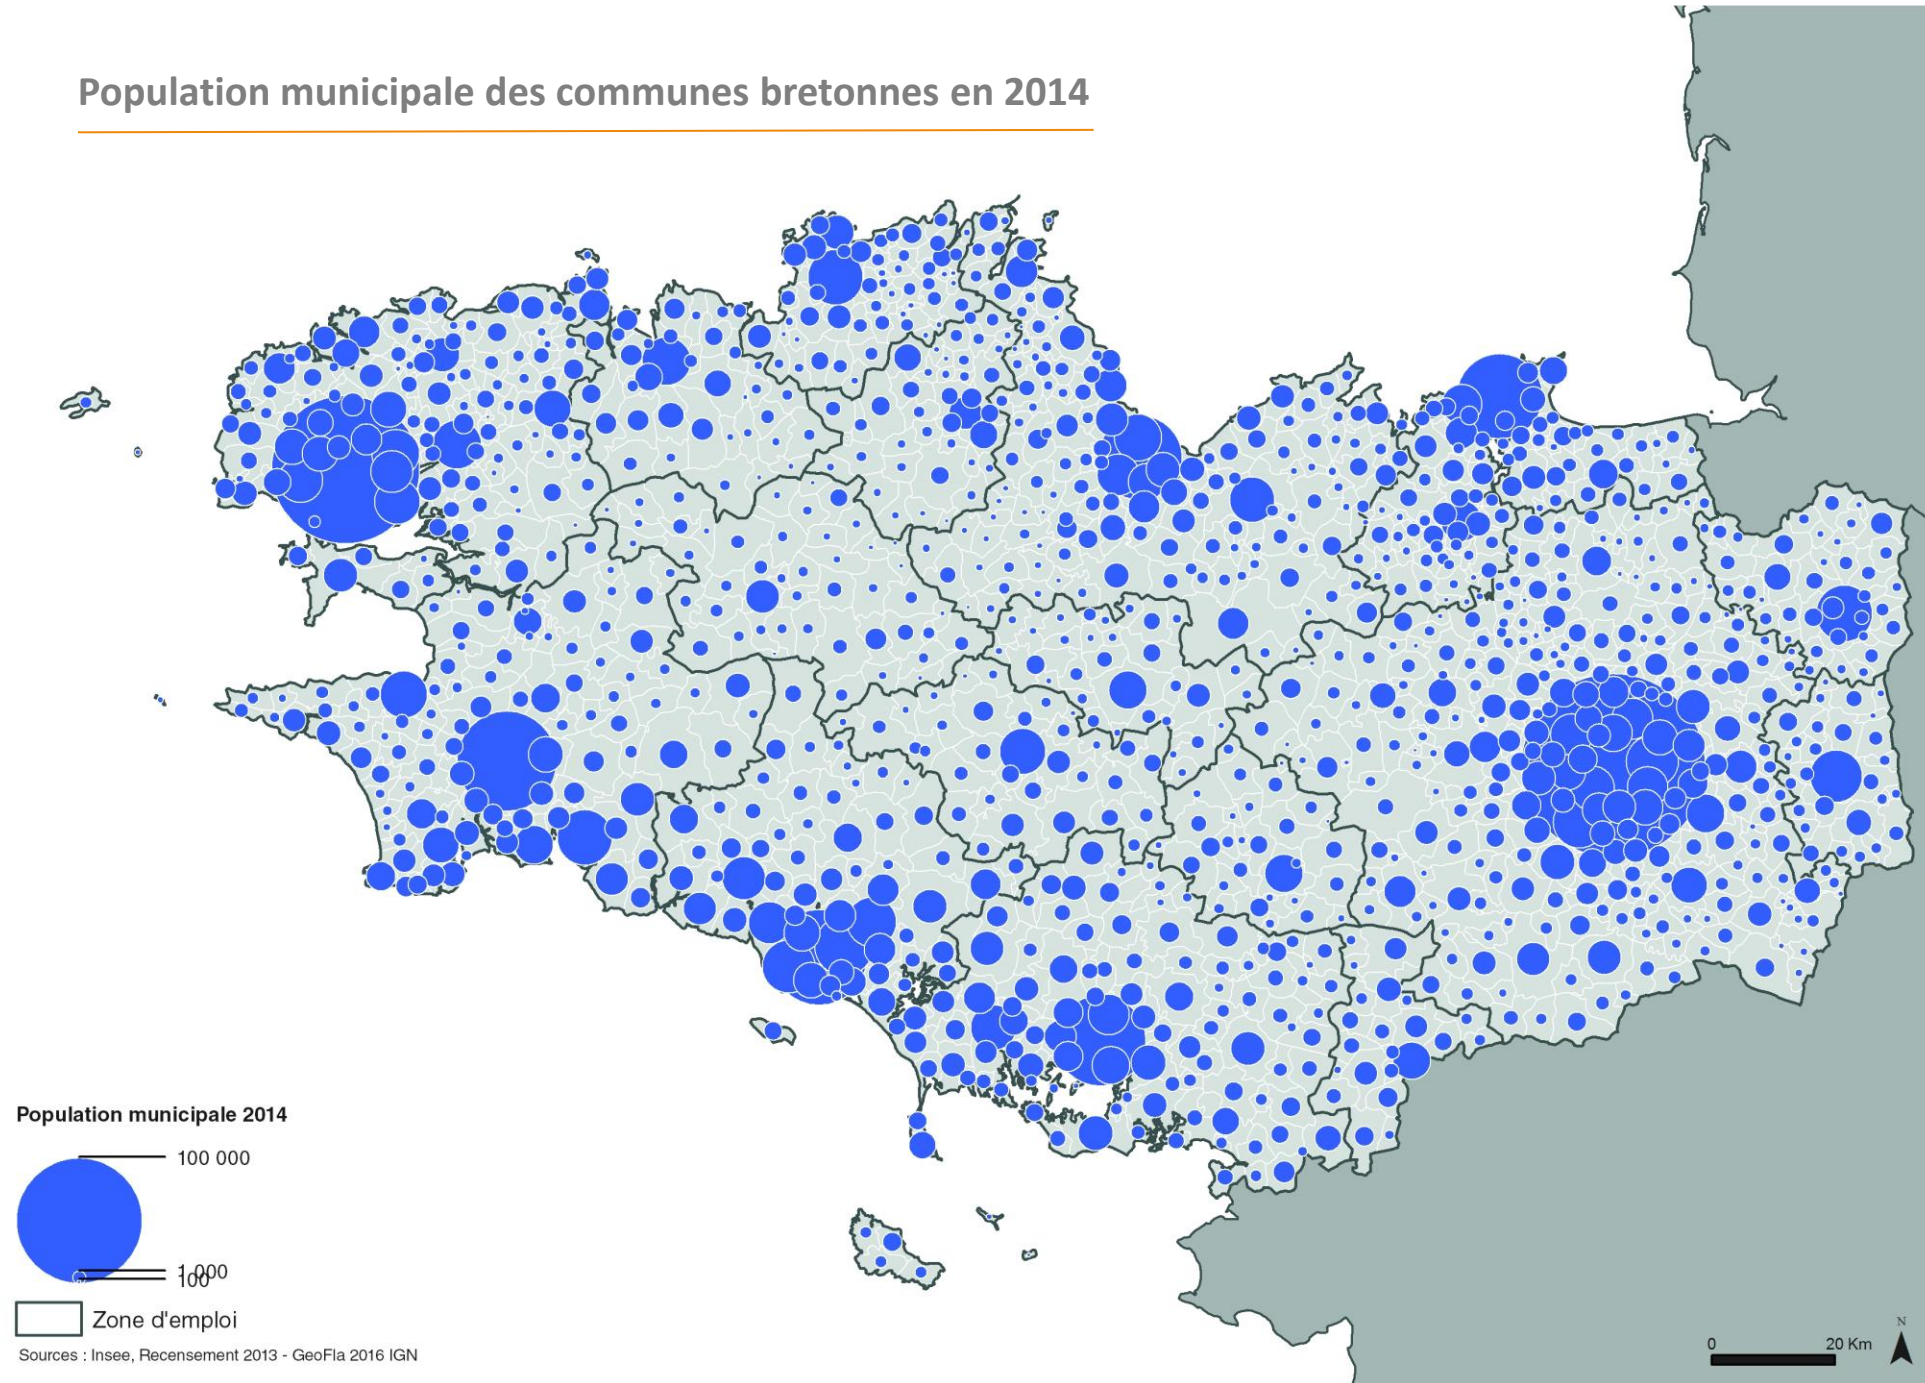 Population municipale des communes bretonnes en 2014
Population municipale 2014
100 000
1 000
100
Zone d'emploi
Sources : Insee, Recensement 2013 - GeoFla 2016 IGN
0 20 Km
N